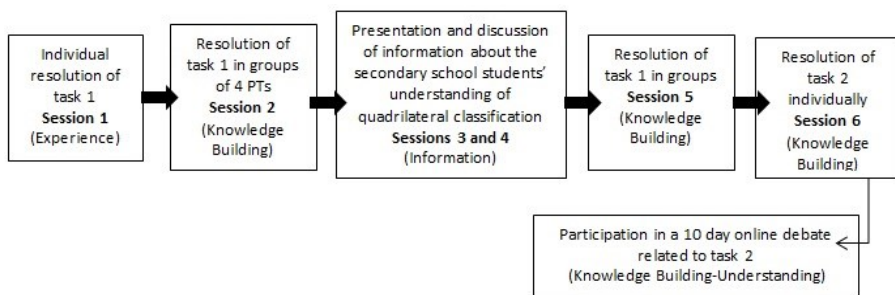 Individual
resolution of
task 1
Session 1
(Experience)
Resolution of
task 1 in groups
of 4 PTs
Session 2
(Knowledge
Building)
Presentation and discussion
of information about the
secondary school students’
understanding of
quadrilateral classification
Sessions 3 and 4
(Information)
Resolution of
task 1 in groups
Session 5
(Knowledge
Building)
Resolution of
task 2
individually
Session 6
(Knowledge
Building)
Participation in a 10 day online debate
related to task 2
(Knowledge Building-Understanding)